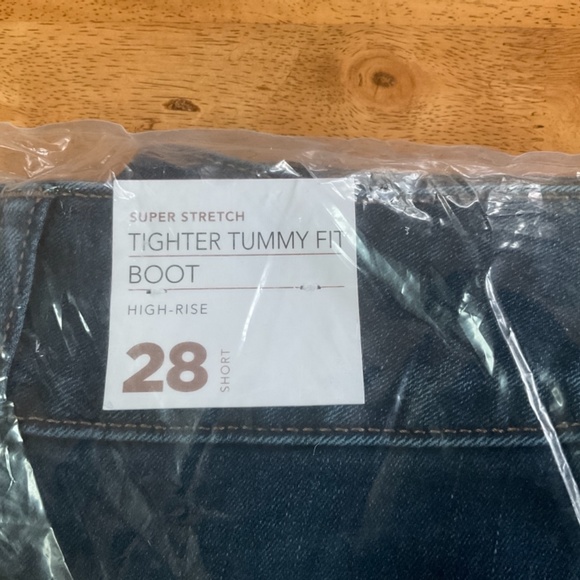 SUPER STRETCH
TIGHTER TUMMY FIT
BOOT
HIGH-RISE
28 SHORT